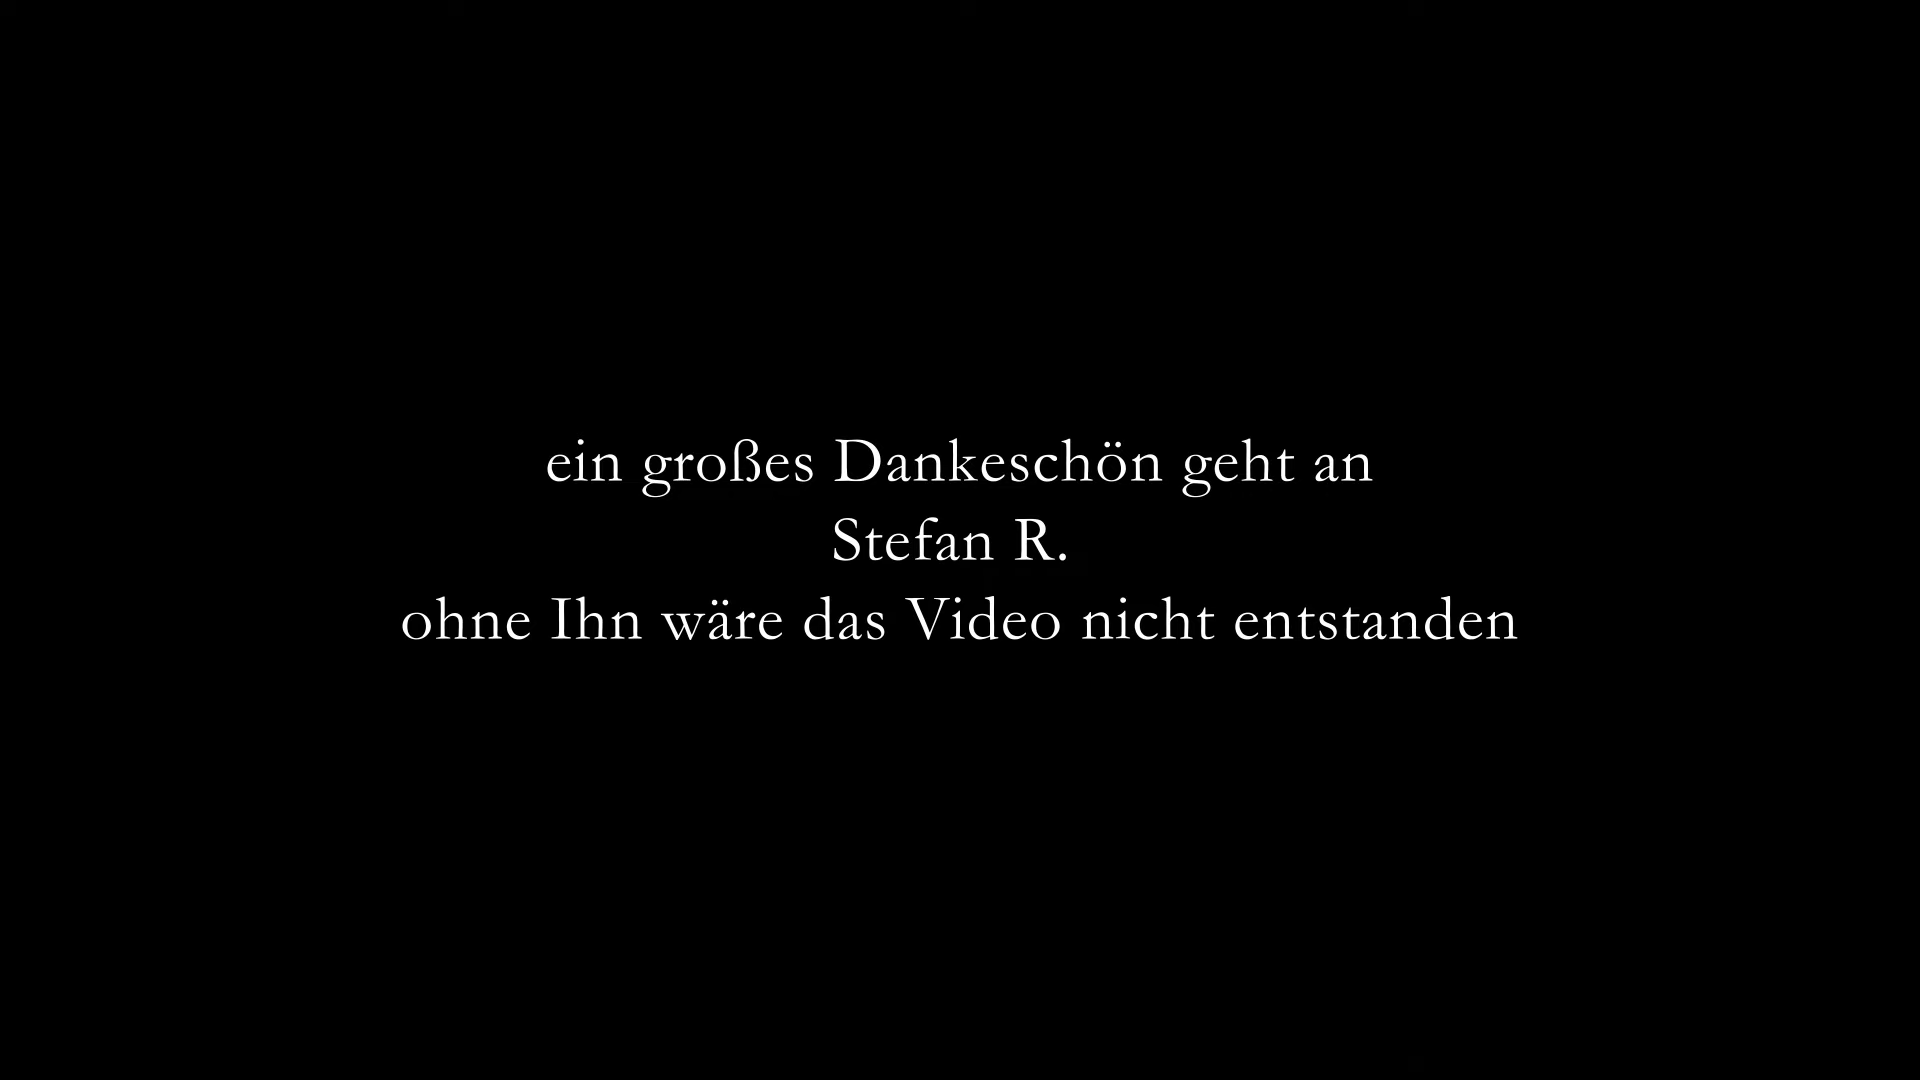 ein großes Dankeschön geht an
Stefan R.
ohne Ihn wäre das Video nicht entstanden